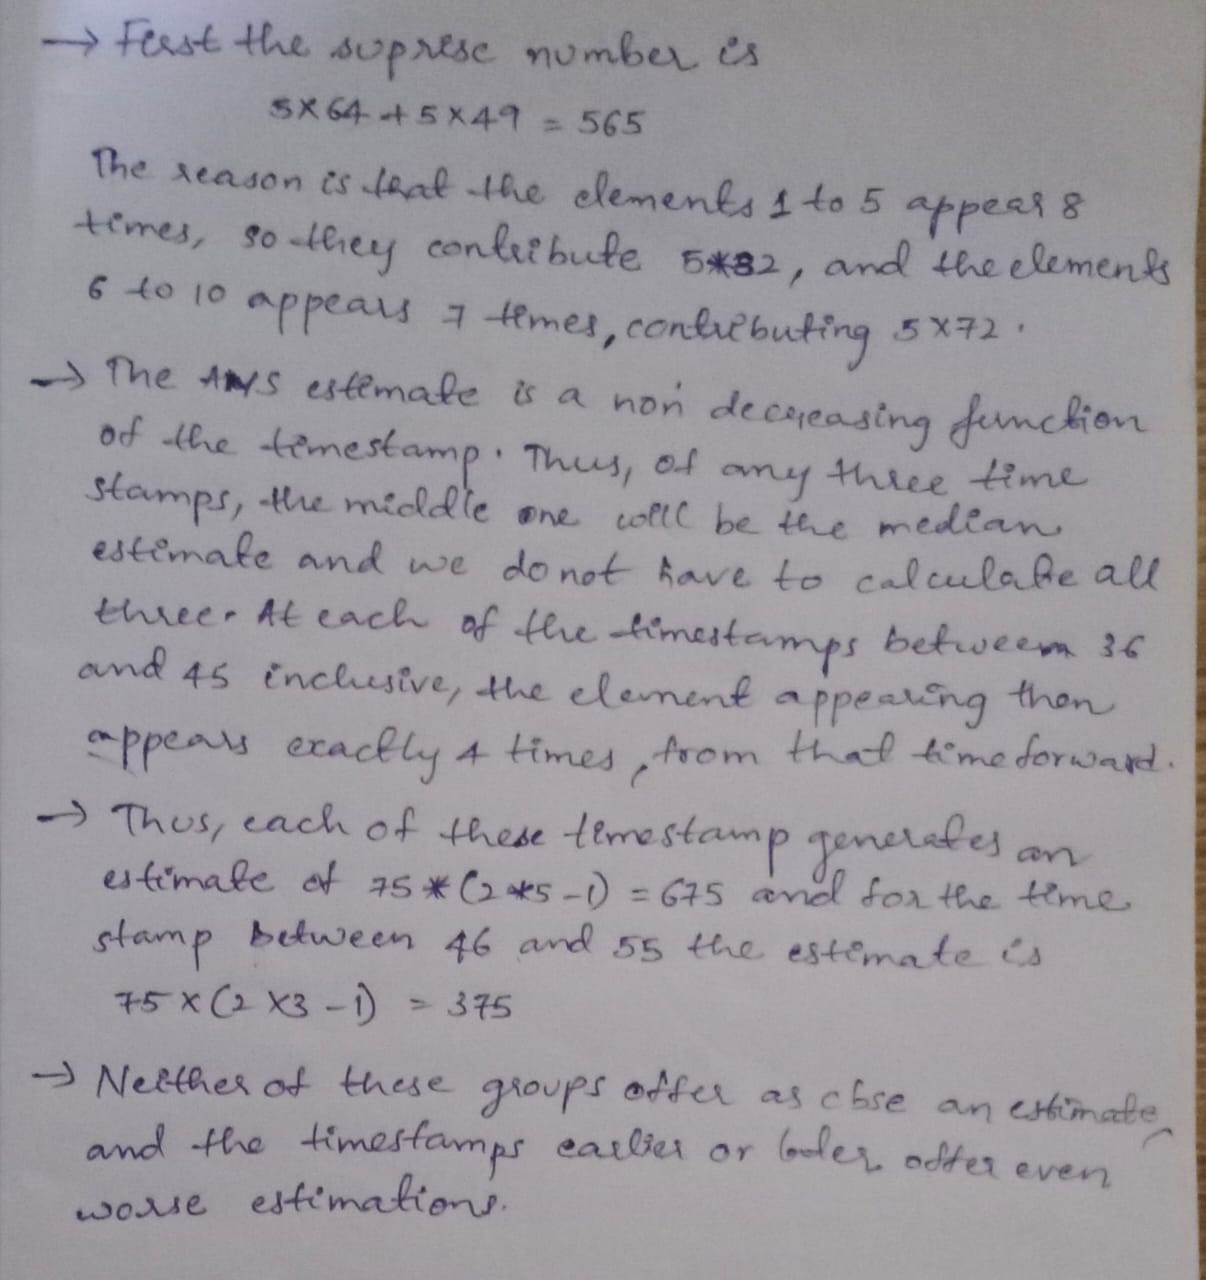 → First the suprise number is
5×64 + 5×49 = 565
The reason is that the elements 1 to 5 appear 8
times, so they contribute 5*82, and the elements
6 to 10 appears 7 times, contributing 5×72.
→ The AMS estimate is a non decreasing function
of the timestamp. Thus, of any three time
stamps, the middle one will be the median
estimate and we do not have to calculate all
three. At each of the timestamps between 36
and 45 inclusive, the element appearing then
appears exactly 4 times, from that time forward.
→ Thus, each of these timestamp generates an
estimate of 75*(2*5-1) = 675 and for the time
stamp between 46 and 55 the estimate is
75×(2×3-1) = 375
→ Neither of these groups offer as close an estimate,
and the timestamps earlier or later offer even
worse estimations.